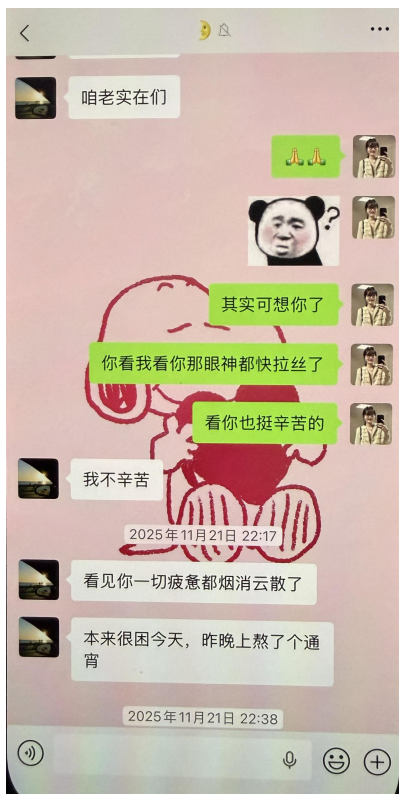 咱老实在们
🙏🙏
?
其实可想你了
你看我看你那眼神都快拉丝了
看你也挺辛苦的
我不辛苦
2025年11月21日 22:17
看见你一切疲惫都烟消云散了
本来很困今天，昨晚上熬了个通
宵
2025年11月21日 22:38